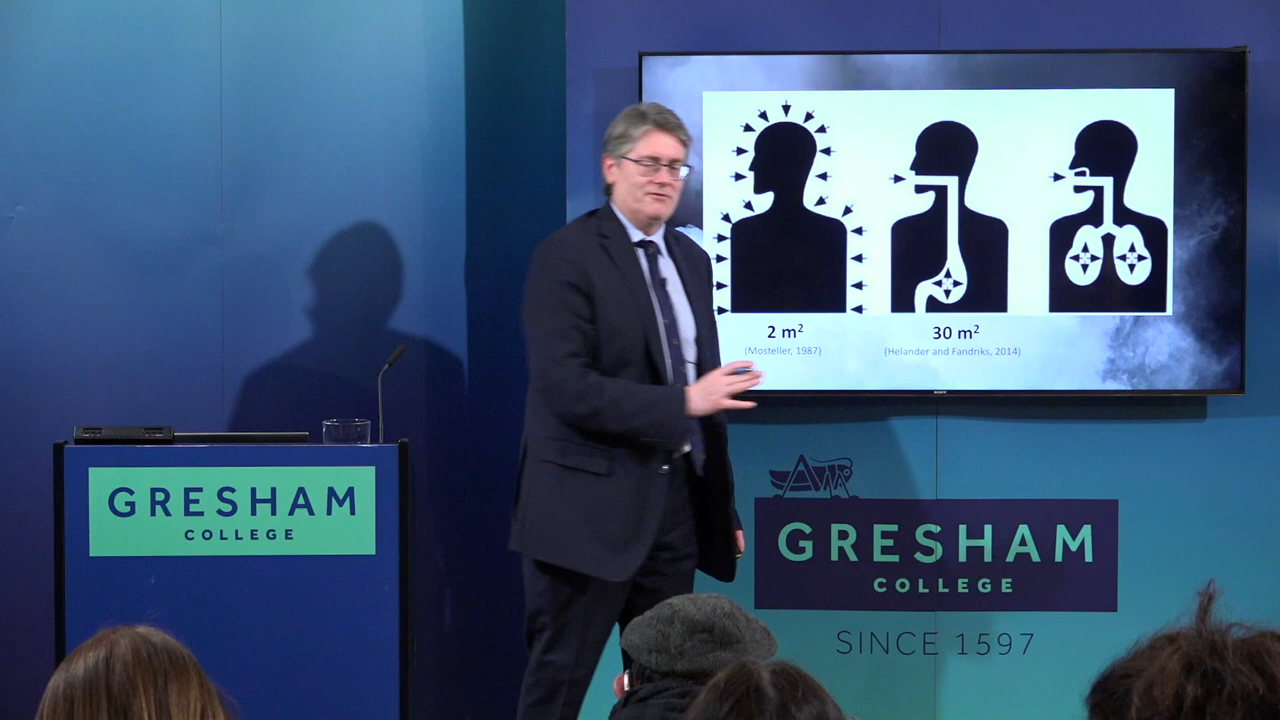 2 m²
(Mosteller, 1987)
30 m²
(Helander and Fandriks, 2014)
SONY
GRESHAM
COLLEGE
GRESHAM
COLLEGE
SINCE 1597